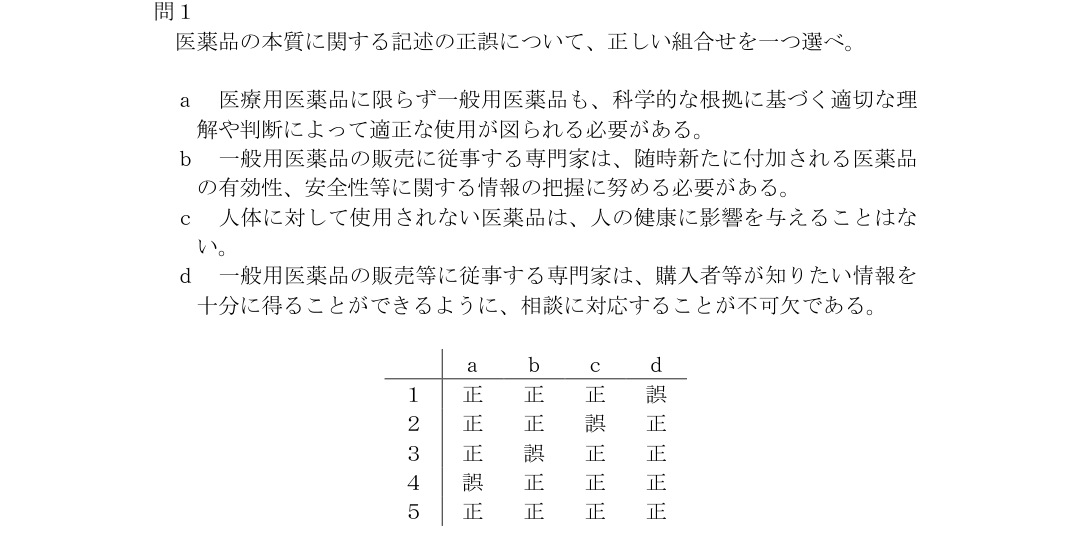 問１
医薬品の本質に関する記述の正誤について、正しい組合せを一つ選べ。
a　医療用医薬品に限らず一般用医薬品も、科学的な根拠に基づく適切な理
解や判断によって適正な使用が図られる必要がある。
b　一般用医薬品の販売に従事する専門家は、随時新たに付加される医薬品
の有効性、安全性等に関する情報の把握に努める必要がある。
c　人体に対して使用されない医薬品は、人の健康に影響を与えることはな
い。
d　一般用医薬品の販売等に従事する専門家は、購入者等が知りたい情報を
十分に得ることができるように、相談に対応することが不可欠である。
a b c d
1 正 正 正 誤
2 正 正 誤 正
3 正 誤 正 正
4 誤 正 正 正
5 正 正 正 正